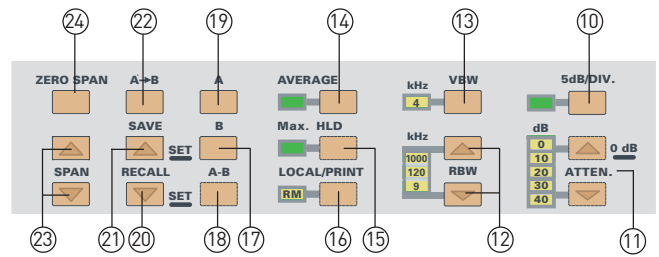 24 22 19 14 13 10
ZERO SPAN A→B A AVERAGE kHz VBW 5dB/DIV.
4
SAVE B Max. HLD kHz dB
SET 1000 0 0 dB
120 10
SPAN RECALL A-B LOCAL/PRINT 9 RBW 20 ATTEN.
SET RM 30
40
23 21 20 18 17 16 15 12 11